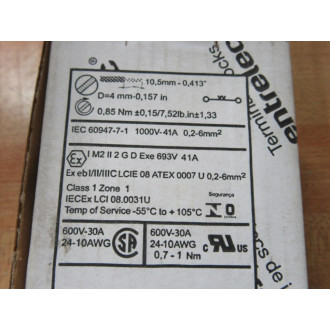 10,5mm - 0,413"
D=4 mm-0,157 in
0,85 Nm ±0,15/7,52lb.in±1,33
IEC 60947-7-1 1000V-41A 0,2-6mm²
Ex I M2 II 2 G D Exe 693V 41A
Ex eb I/II/IIIC LCIE 08 ATEX 0007 U 0,2-6mm²
Class 1 Zone 1
IECEx LCI 08.0031U
Temp of Service -55°C to + 105°C
Segurança
600V-30A
24-10AWG
600V-30A
24-10AWG
0,7 - 1 Nm
entrelec
Terminal